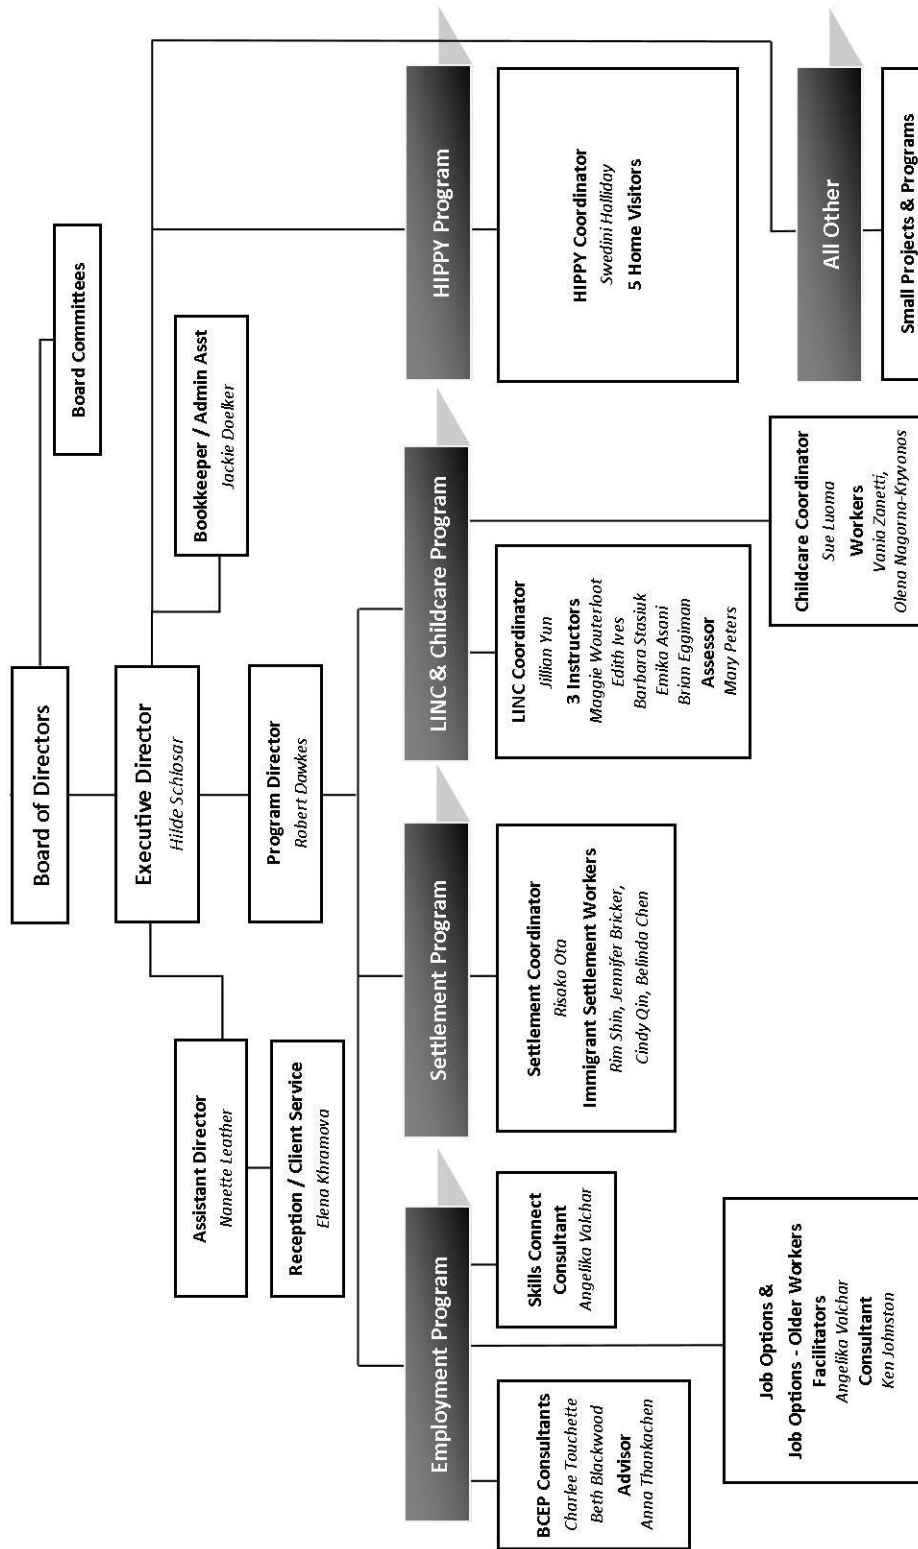 Board of Directors
Board Committees
Executive Director
Hilde Schlosar
Assistant Director
Nanette Leather
Reception / Client Service
Elena Khramova
Bookkeeper / Admin Asst
Jackie Doelker
Program Director
Robert Dawkes
Employment Program
BCEP Consultants
Charlee Touchette
Beth Blackwood
Advisor
Anna Thankachen
Skills Connect
Consultant
Angelika Valchar
Job Options &
Job Options - Older Workers
Facilitators
Angelika Valchar
Consultant
Ken Johnston
Settlement Program
Settlement Coordinator
Risako Ota
Immigrant Settlement Workers
Rim Shin, Jennifer Bricker,
Cindy Qin, Belinda Chen
LINC & Childcare Program
LINC Coordinator
Jillian Yun
3 Instructors
Maggie Wouterloot
Edith Ives
Barbara Stasiuk
Emika Asani
Brian Eggiman
Assessor
Mary Peters
Childcare Coordinator
Sue Luoma
Workers
Vania Zanetti,
Olena Nagorna-Kryvonos
HIPPY Program
HIPPY Coordinator
Swedini Halliday
5 Home Visitors
All Other
Small Projects & Programs